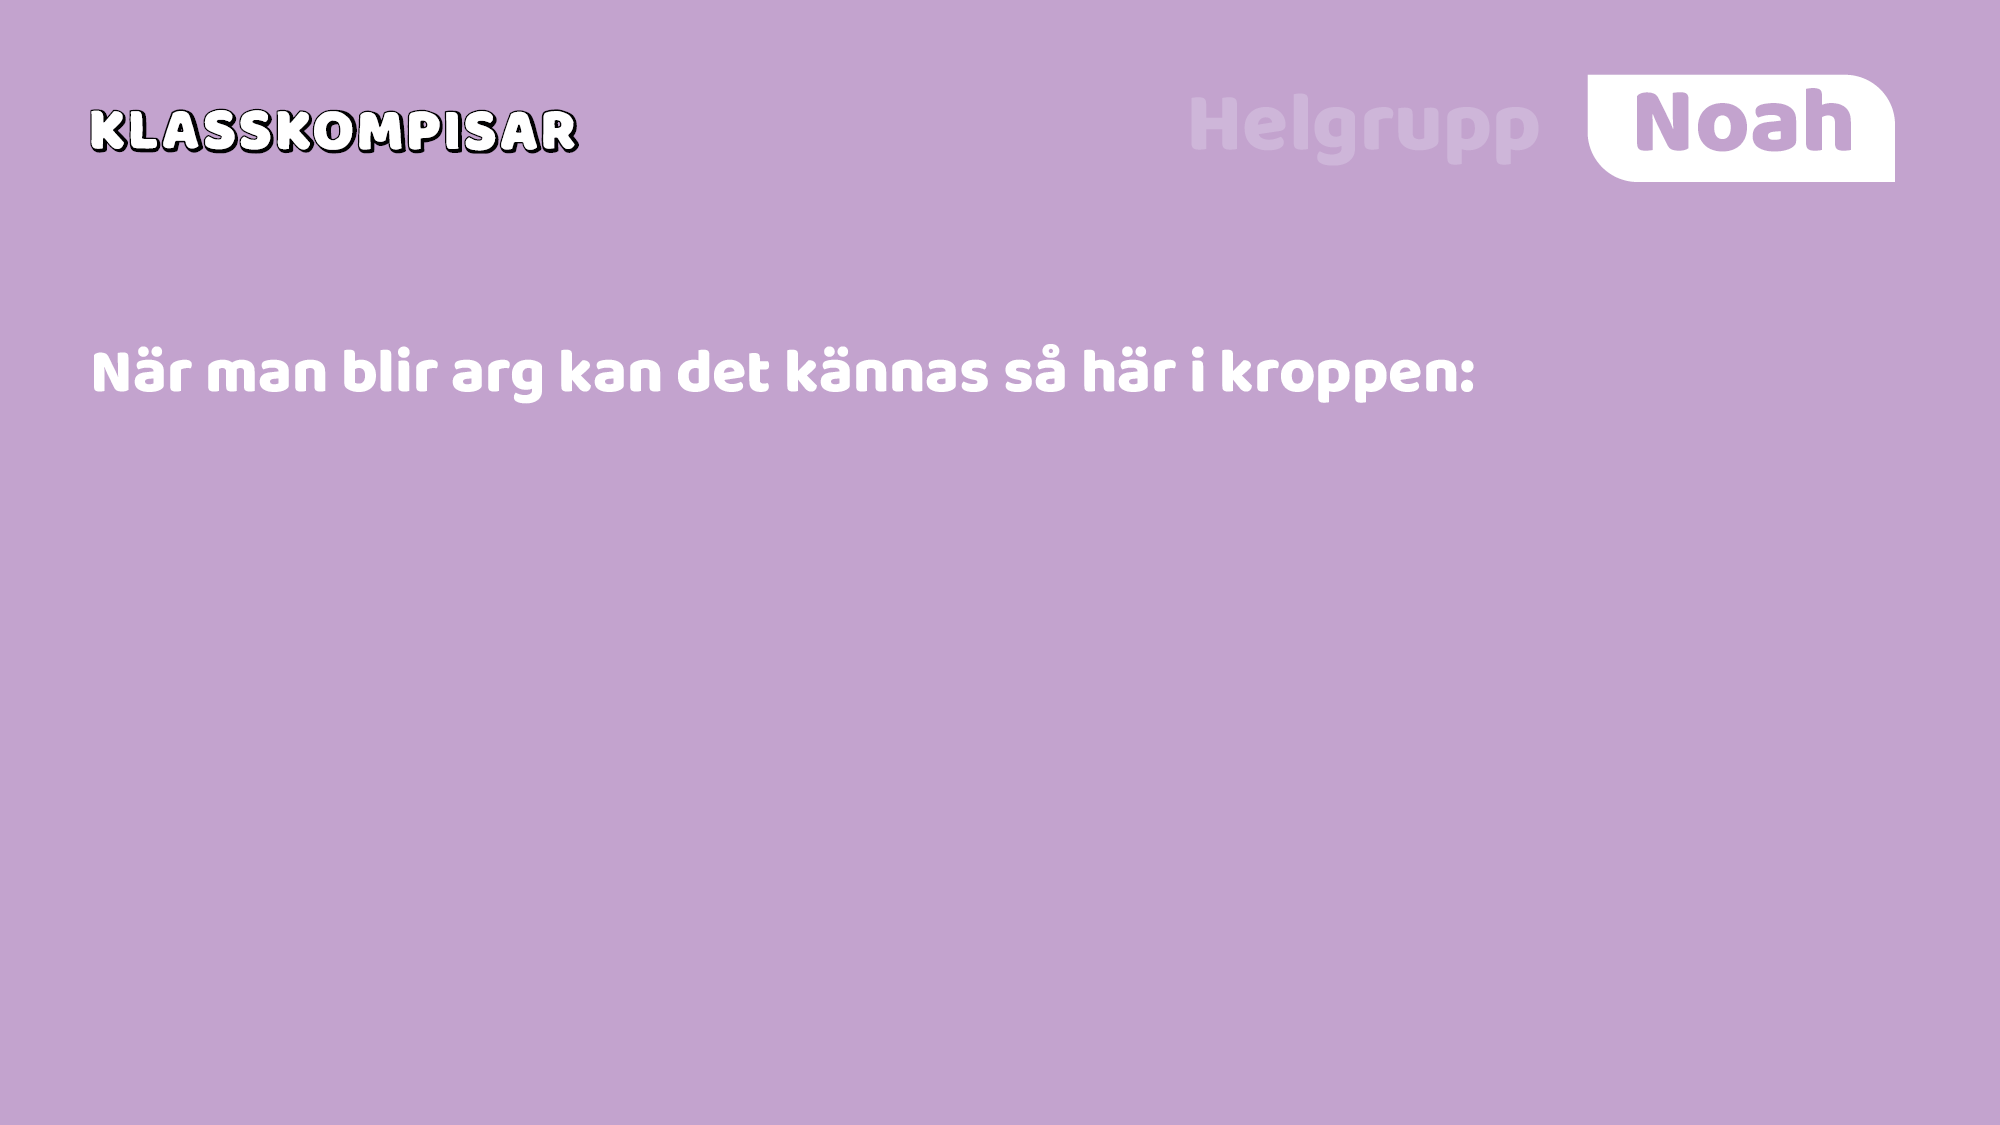 KLASSKOMPISAR
Helgrupp
Noah
När man blir arg kan det kännas så här i kroppen: